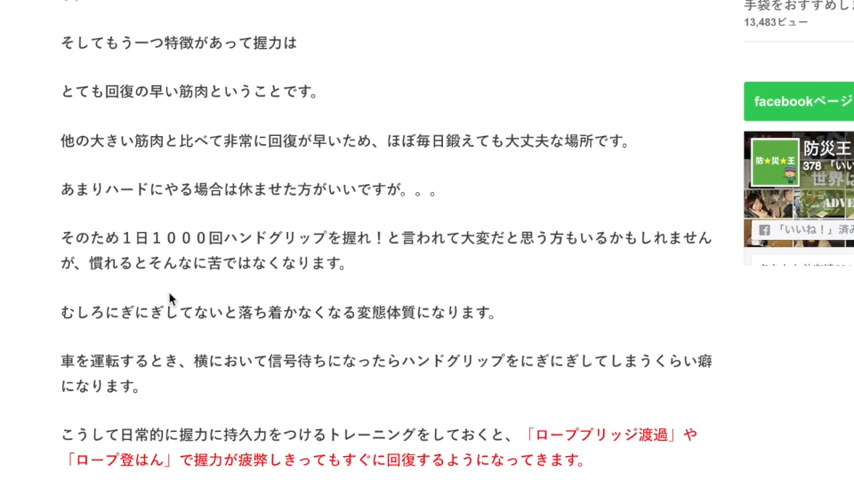 そしてもう一つ特徴があって握力は
とても回復の早い筋肉ということです。
他の大きい筋肉と比べて非常に回復が早いため、ほぼ毎日鍛えても大丈夫な場所です。
あまりハードにやる場合は休ませた方がいいですが。。。
そのため１日１０００回ハンドグリップを握れ！と言われて大変だと思う方もいるかもしれません
が、慣れるとそんなに苦ではなくなります。
むしろにぎにぎしてないと落ち着かなくなる変態体質になります。
車を運転するとき、横において信号待ちになったらハンドグリップをにぎにぎしてしまうくらい癖
になります。
こうして日常的に握力に持久力をつけるトレーニングをしておくと、「ロープブリッジ渡過」や
「ロープ登はん」で握力が疲弊しきってもすぐに回復するようになってきます。
手袋をおすすめしま
13,483ビュー
facebookページ
防災王
防★災★王
378 「いい
世界は
ADVE
「いいね！」済み